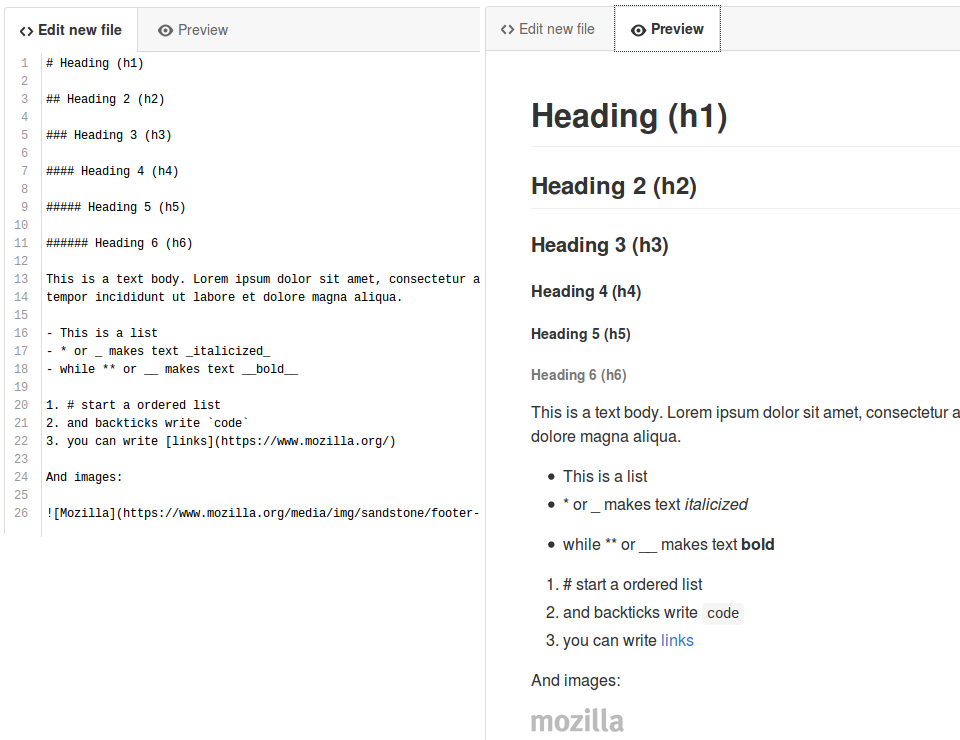 Edit new file
Preview
1 # Heading (h1)
2
3 ## Heading 2 (h2)
4
5 ### Heading 3 (h3)
6
7 #### Heading 4 (h4)
8
9 ##### Heading 5 (h5)
10
11 ###### Heading 6 (h6)
12
13 This is a text body. Lorem ipsum dolor sit amet, consectetur a
14 tempor incididunt ut labore et dolore magna aliqua.
15
16 - This is a list
17 - * or _ makes text _italicized_
18 - while ** or __ makes text __bold__
19
20 1. # start a ordered list
21 2. and backticks write `code`
22 3. you can write [links](https://www.mozilla.org/)
23
24 And images:
25
26 ![Mozilla](https://www.mozilla.org/media/img/sandstone/footer-
Edit new file
Preview
Heading (h1)
Heading 2 (h2)
Heading 3 (h3)
Heading 4 (h4)
Heading 5 (h5)
Heading 6 (h6)
This is a text body. Lorem ipsum dolor sit amet, consectetur a
dolore magna aliqua.
• This is a list
• * or _ makes text italicized
• while ** or __ makes text bold
1. # start a ordered list
2. and backticks write code
3. you can write links
And images:
mozilla